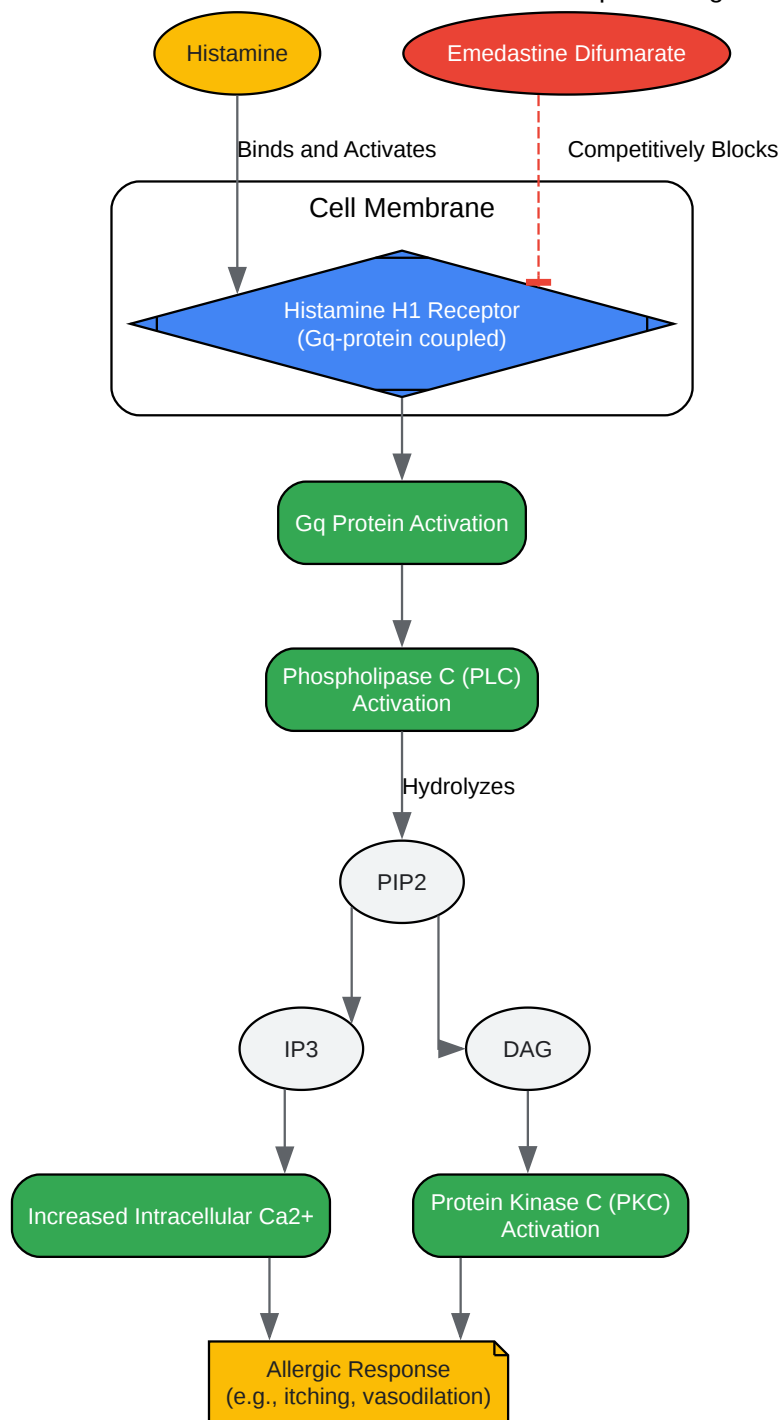 Histamine
Emedastine Difumarate
Binds and Activates
Competitively Blocks
Cell Membrane
Histamine H1 Receptor
(Gq-protein coupled)
Gq Protein Activation
Phospholipase C (PLC)
Activation
Hydrolyzes
PIP2
IP3
DAG
Increased Intracellular Ca2+
Protein Kinase C (PKC)
Activation
Allergic Response
(e.g., itching, vasodilation)